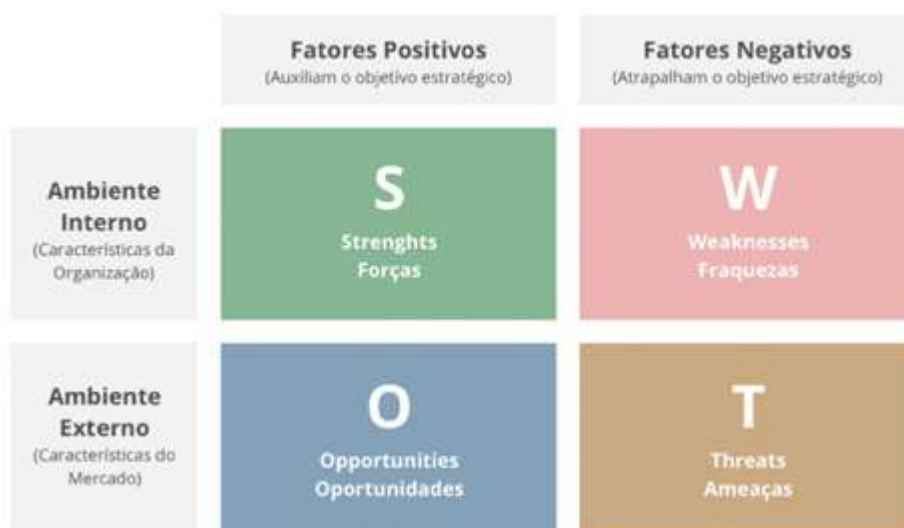 Fatores Positivos
(Auxiliam o objetivo estratégico)
Fatores Negativos
(Atrapalham o objetivo estratégico)
Ambiente
Interno
(Características da
Organização)
S
Strenghts
Forças
W
Weaknesses
Fraquezas
Ambiente
Externo
(Características do
Mercado)
O
Opportunities
Oportunidades
T
Threats
Ameaças